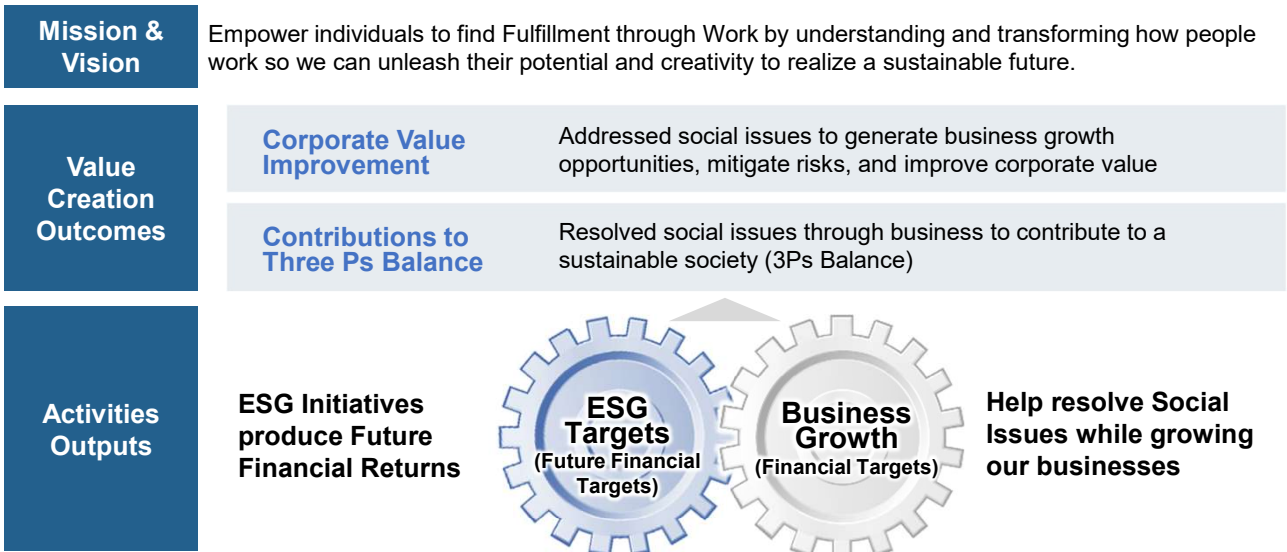 Mission &
Vision
Empower individuals to find Fulfillment through Work by understanding and transforming how people
work so we can unleash their potential and creativity to realize a sustainable future.
Value
Creation
Outcomes
Corporate Value
Improvement
Addressed social issues to generate business growth
opportunities, mitigate risks, and improve corporate value
Contributions to
Three Ps Balance
Resolved social issues through business to contribute to a
sustainable society (3Ps Balance)
Activities
Outputs
ESG Initiatives
produce Future
Financial Returns
ESG
Targets
(Future Financial
Targets)
Business
Growth
(Financial Targets)
Help resolve Social
Issues while growing
our businesses